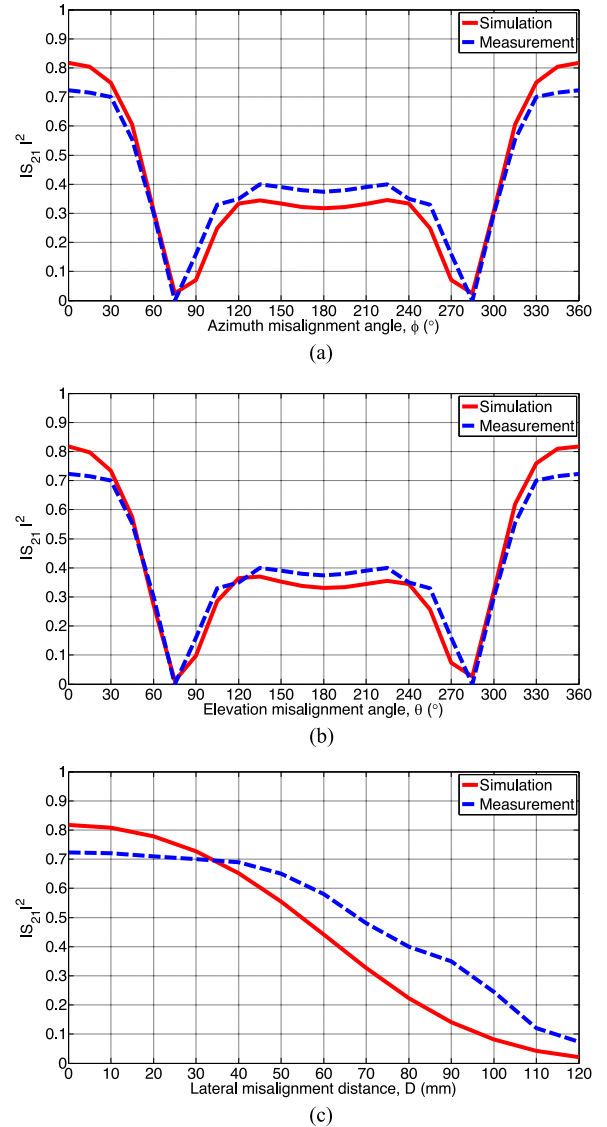 Simulation
Measurement
1
0.9
0.8
0.7
0.6
0.5
0.4
0.3
0.2
0.1
0
|S21|²
0 30 60 90 120 150 180 210 240 270 300 330 360
Azimuth misalignment angle, ϕ (°)
(a)
Simulation
Measurement
1
0.9
0.8
0.7
0.6
0.5
0.4
0.3
0.2
0.1
0
|S21|²
0 30 60 90 120 150 180 210 240 270 300 330 360
Elevation misalignment angle, θ (°)
(b)
Simulation
Measurement
1
0.9
0.8
0.7
0.6
0.5
0.4
0.3
0.2
0.1
0
|S21|²
0 10 20 30 40 50 60 70 80 90 100 110 120
Lateral misalignment distance, D (mm)
(c)